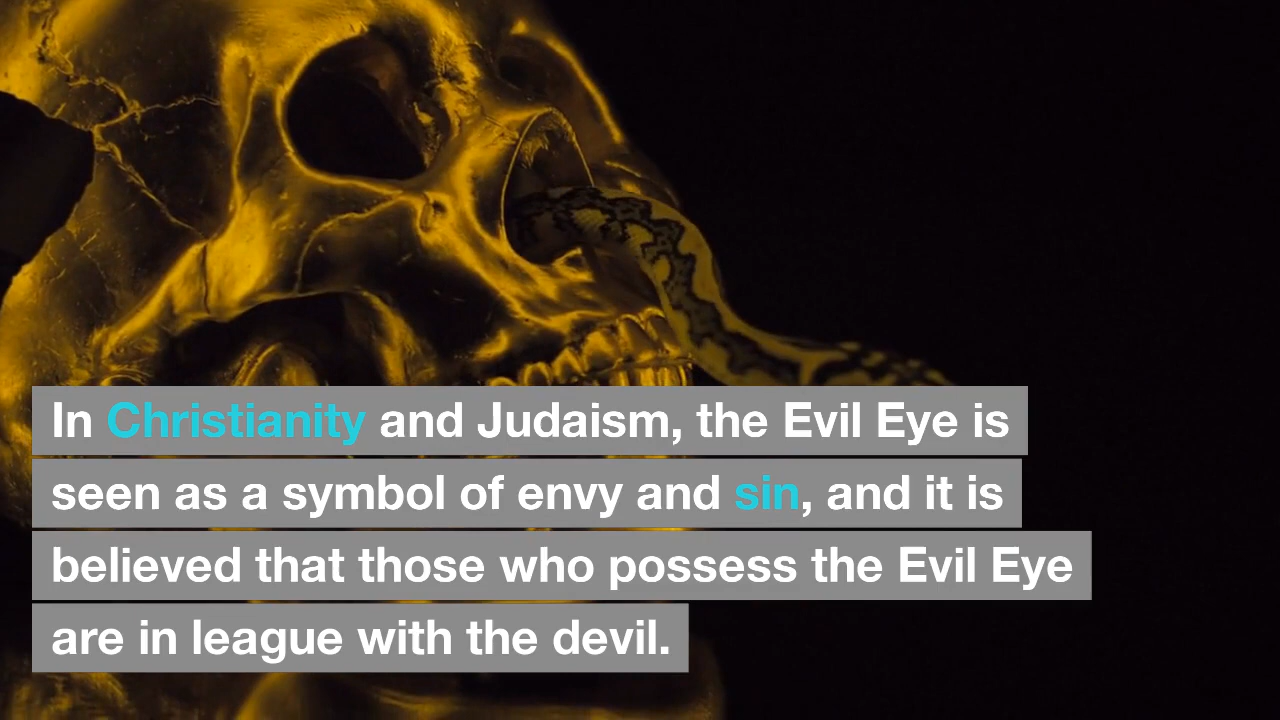 In Christianity and Judaism, the Evil Eye is
seen as a symbol of envy and sin, and it is
believed that those who possess the Evil Eye
are in league with the devil.